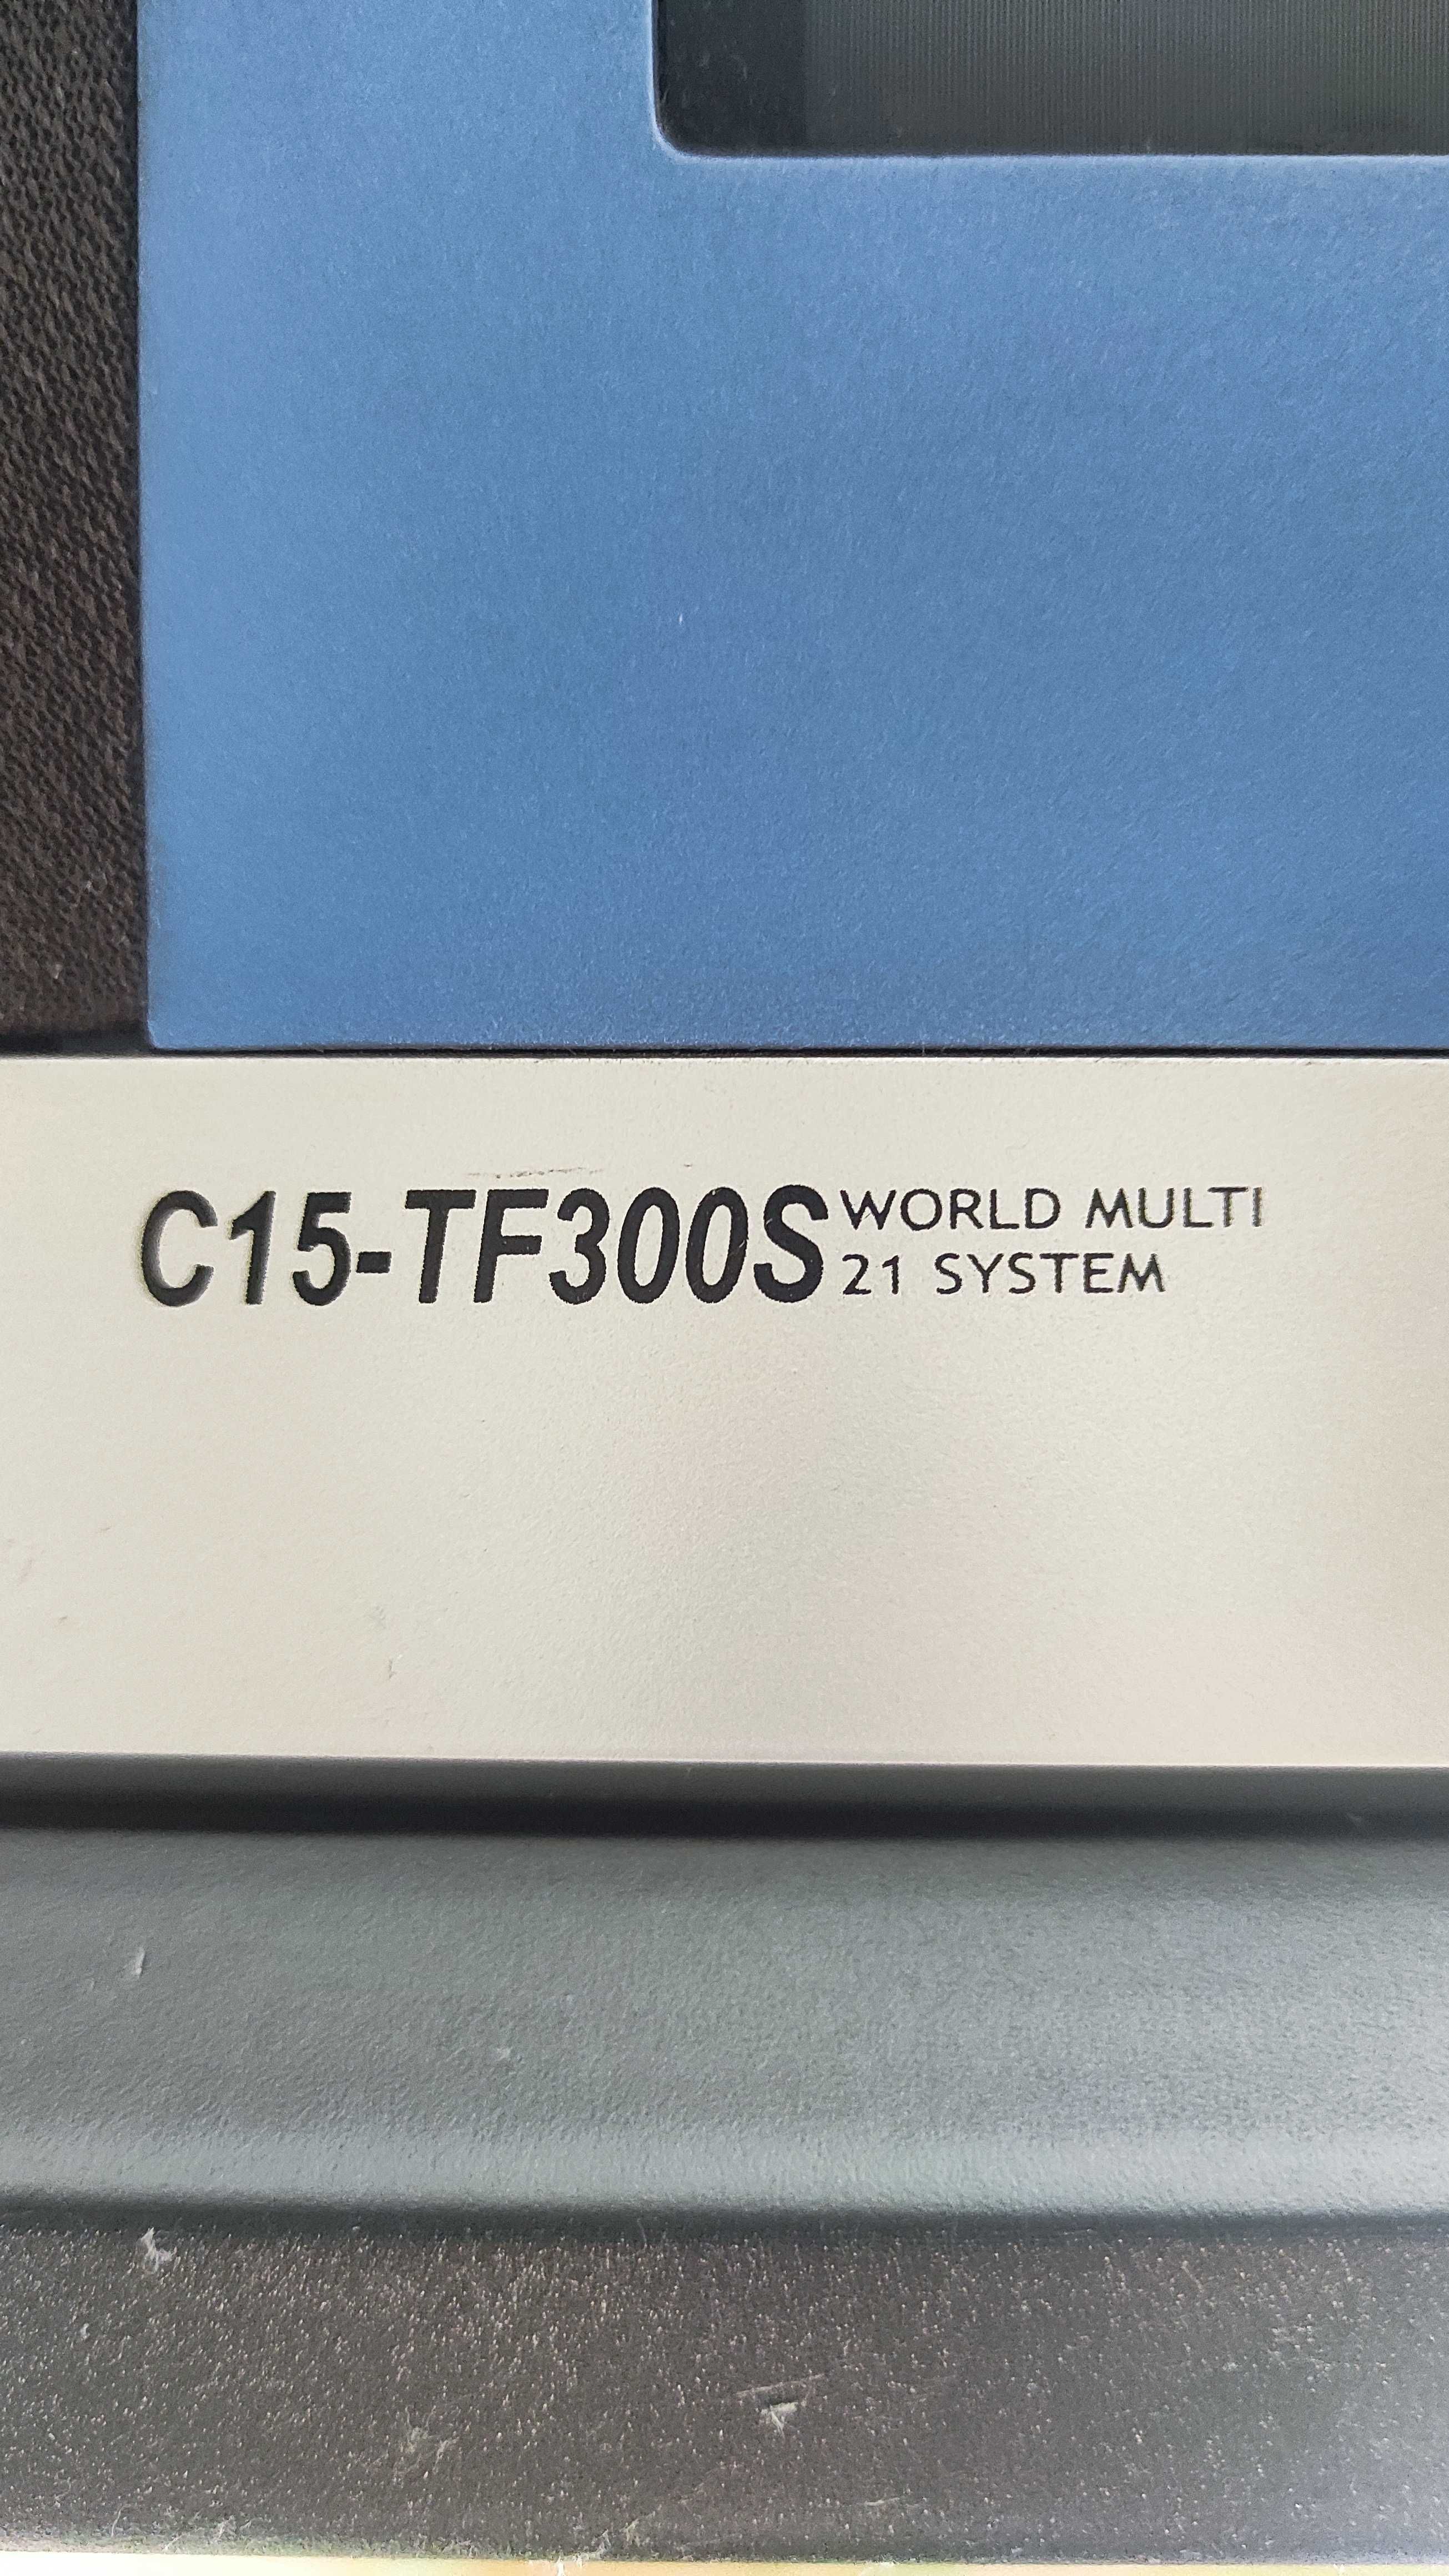 C15-TF300S WORLD MULTI
21 SYSTEM